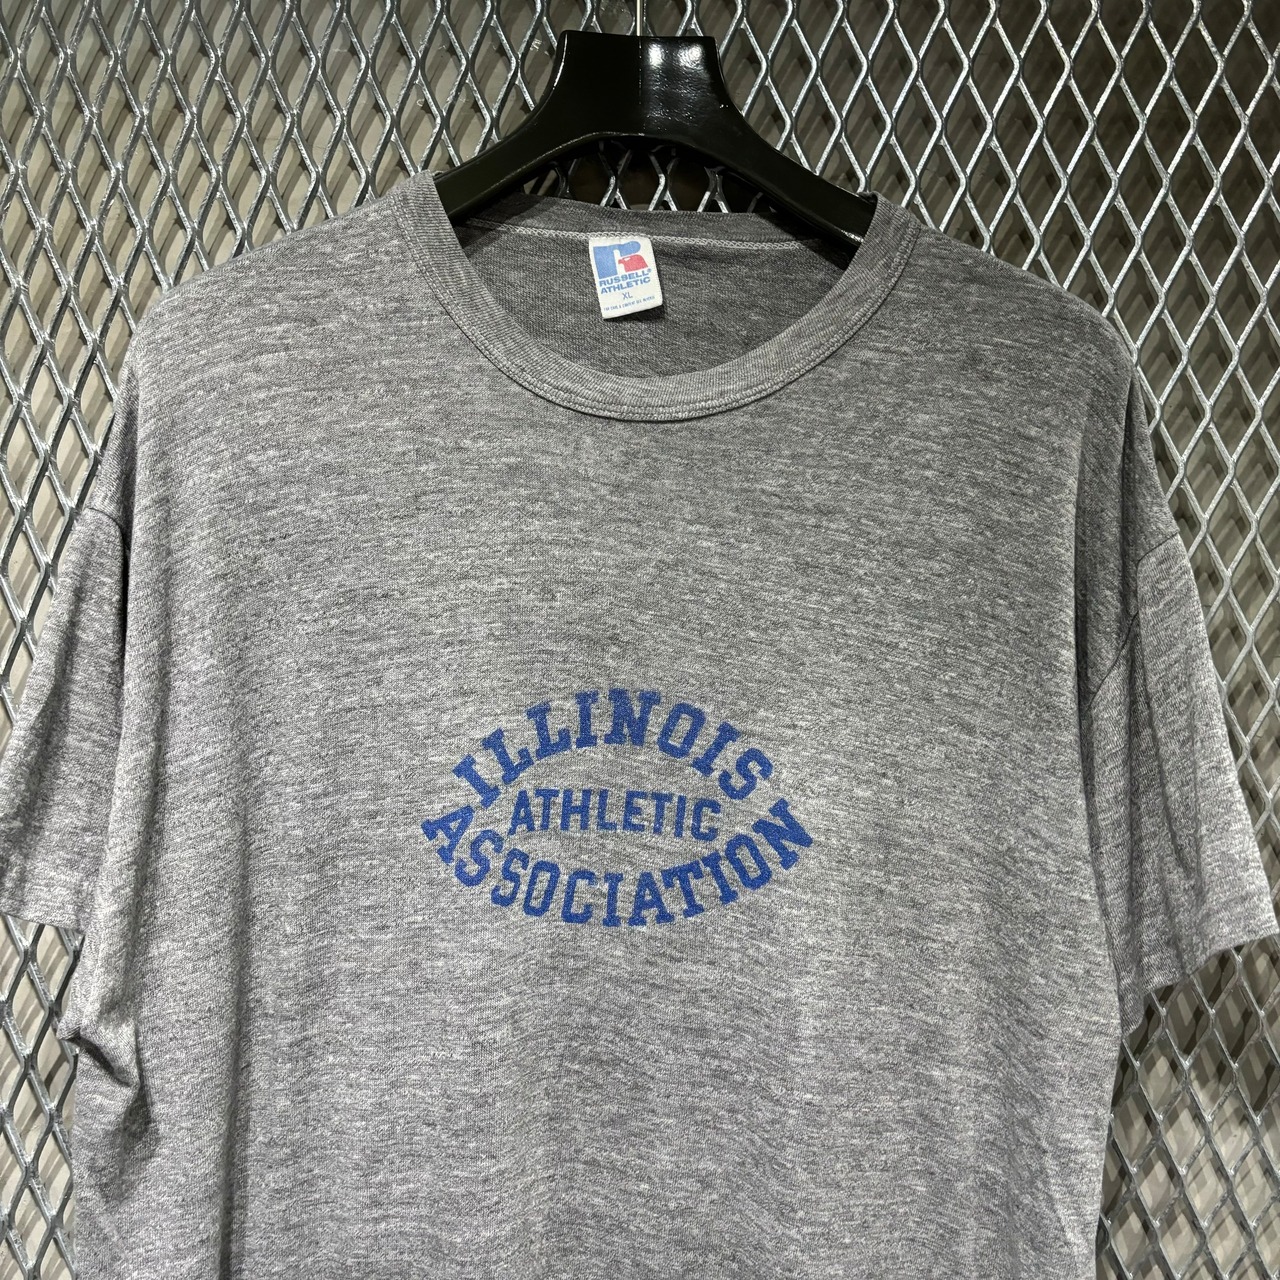 RUSSELL®
ATHLETIC
XL
ILLINOIS
ATHLETIC
ASSOCIATION